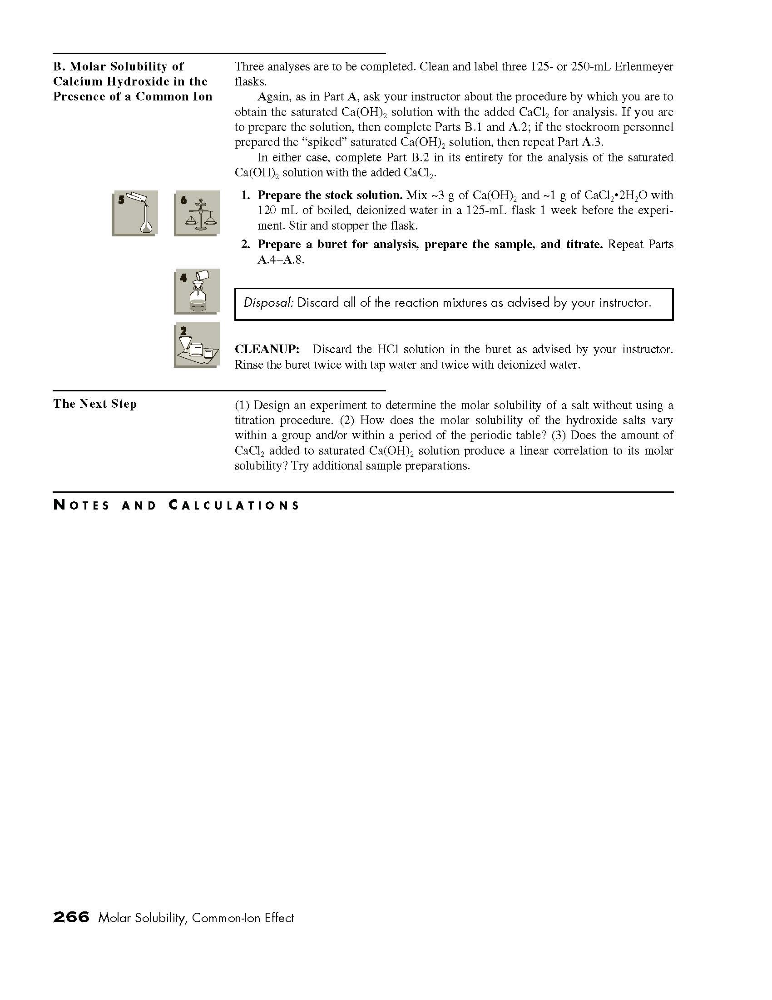 B. Molar Solubility of
Calcium Hydroxide in the
Presence of a Common Ion
Three analyses are to be completed. Clean and label three 125- or 250-mL Erlenmeyer
flasks.
Again, as in Part A, ask your instructor about the procedure by which you are to
obtain the saturated Ca(OH)₂ solution with the added CaCl₂ for analysis. If you are
to prepare the solution, then complete Parts B.1 and A.2; if the stockroom personnel
prepared the “spiked” saturated Ca(OH)₂ solution, then repeat Part A.3.
In either case, complete Part B.2 in its entirety for the analysis of the saturated
Ca(OH)₂ solution with the added CaCl₂.
5
6
1. Prepare the stock solution. Mix ~3 g of Ca(OH)₂ and ~1 g of CaCl₂•2H₂O with
120 mL of boiled, deionized water in a 125-mL flask 1 week before the experi-
ment. Stir and stopper the flask.
2. Prepare a buret for analysis, prepare the sample, and titrate. Repeat Parts
A.4–A.8.
4
Disposal: Discard all of the reaction mixtures as advised by your instructor.
2
CLEANUP: Discard the HCl solution in the buret as advised by your instructor.
Rinse the buret twice with tap water and twice with deionized water.
The Next Step
(1) Design an experiment to determine the molar solubility of a salt without using a
titration procedure. (2) How does the molar solubility of the hydroxide salts vary
within a group and/or within a period of the periodic table? (3) Does the amount of
CaCl₂ added to saturated Ca(OH)₂ solution produce a linear correlation to its molar
solubility? Try additional sample preparations.
NOTES AND CALCULATIONS
266 Molar Solubility, Common-Ion Effect